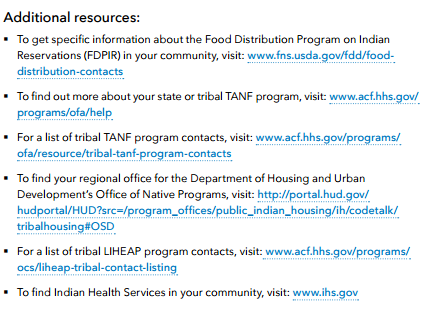 Additional resources:
▪ To get specific information about the Food Distribution Program on Indian
Reservations (FDPIR) in your community, visit: www.fns.usda.gov/fdd/food-
distribution-contacts
▪ To find out more about your state or tribal TANF program, visit: www.acf.hhs.gov/
programs/ofa/help
▪ For a list of tribal TANF program contacts, visit: www.acf.hhs.gov/programs/
ofa/resource/tribal-tanf-program-contacts
▪ To find your regional office for the Department of Housing and Urban
Development's Office of Native Programs, visit: http://portal.hud.gov/
hudportal/HUD?src=/program_offices/public_indian_housing/ih/codetalk/
tribalhousing#OSD
▪ For a list of tribal LIHEAP program contacts, visit: www.acf.hhs.gov/programs/
ocs/liheap-tribal-contact-listing
▪ To find Indian Health Services in your community, visit: www.ihs.gov